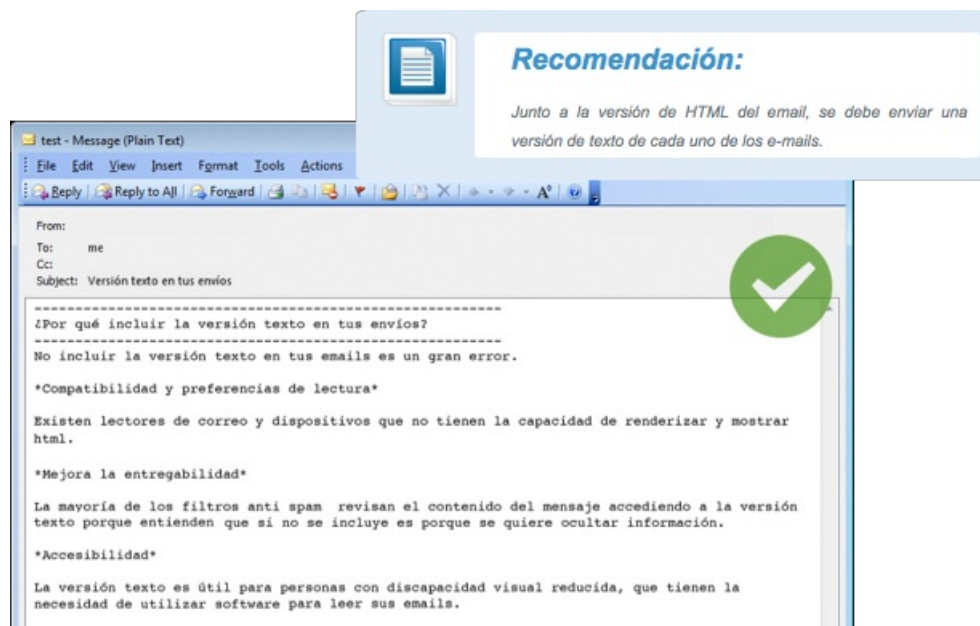 Recomendación:
Junto a la versión de HTML del email, se debe enviar una
versión de texto de cada uno de los e-mails.
test - Message (Plain Text)
File Edit View Insert Format Tools Actions
Reply Reply to All Forward
From:
To: me
Cc:
Subject: Versión texto en tus envíos
----------------------------------------------------------
¿Por qué incluir la versión texto en tus envíos?
----------------------------------------------------------
No incluir la versión texto en tus emails es un gran error.
*Compatibilidad y preferencias de lectura*
Existen lectores de correo y dispositivos que no tienen la capacidad de renderizar y mostrar
html.
*Mejora la entregabilidad*
La mayoría de los filtros anti spam revisan el contenido del mensaje accediendo a la versión
texto porque entienden que si no se incluye es porque se quiere ocultar información.
*Accesibilidad*
La versión texto es útil para personas con discapacidad visual reducida, que tienen la
necesidad de utilizar software para leer sus emails.